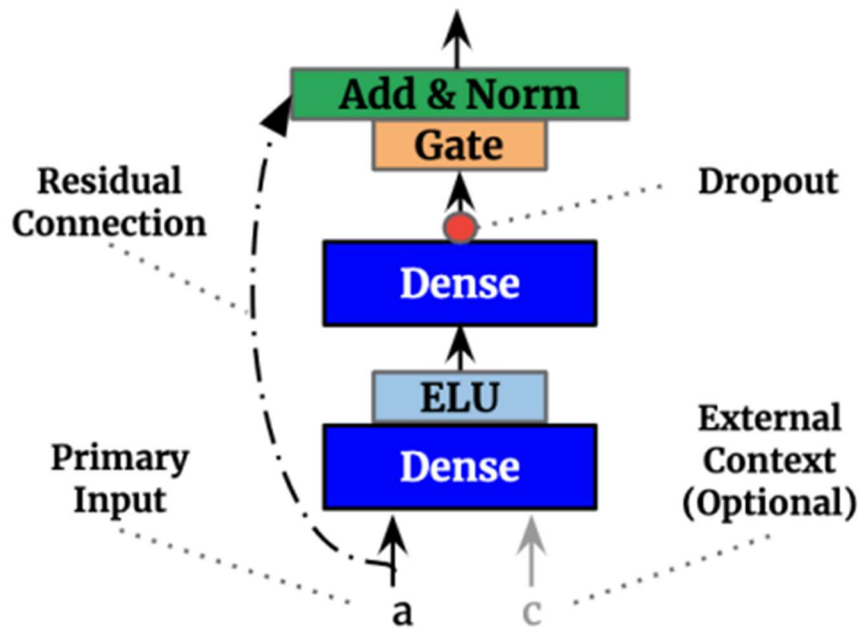 Add & Norm
Gate
Residual
Connection
Dropout
Dense
ELU
Dense
Primary
Input
External
Context
(Optional)
a
c